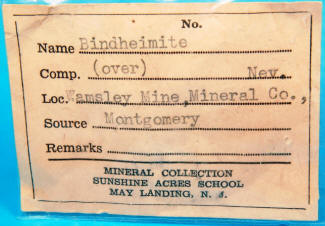 No.
Name Bindheimite
Comp. (over) Nev.
Loc. Wamsley Mine, Mineral Co.,
Source Montgomery
Remarks
MINERAL COLLECTION
SUNSHINE ACRES SCHOOL
MAY LANDING, N. J.